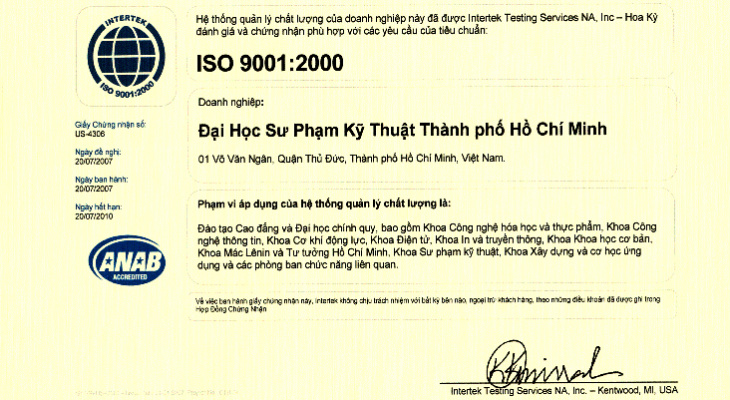 INTERTEK
ISO 9001:2000
Hệ thống quản lý chất lượng của doanh nghiệp này đã được Intertek Testing Services NA, Inc – Hoa Kỳ
đánh giá và chứng nhận phù hợp với các yêu cầu của tiêu chuẩn:
ISO 9001:2000
Doanh nghiệp:
Đại Học Sư Phạm Kỹ Thuật Thành phố Hồ Chí Minh
01 Võ Văn Ngân, Quận Thủ Đức, Thành phố Hồ Chí Minh, Việt Nam.
Giấy Chứng nhận số:
US-4306
Ngày đề nghị:
20/07/2007
Ngày ban hành:
20/07/2007
Ngày hết hạn:
20/07/2010
ANAB
ACCREDITED
Phạm vi áp dụng của hệ thống quản lý chất lượng là:
Đào tạo Cao đẳng và Đại học chính quy, bao gồm Khoa Công nghệ hóa học và thực phẩm, Khoa Công
nghệ thông tin, Khoa Cơ khí động lực, Khoa Điện tử, Khoa In và truyền thông, Khoa Khoa học cơ bản,
Khoa Mác Lênin và Tư tưởng Hồ Chí Minh, Khoa Sư phạm kỹ thuật, Khoa Xây dựng và cơ học ứng
dụng và các phòng ban chức năng liên quan.
Về việc ban hành giấy chứng nhận này, Intertek không chịu trách nhiệm với bất kỳ bên nào, ngoại trừ khách hàng, theo những điều khoản đã được ghi trong
Hợp Đồng Chứng Nhận
Intertek Testing Services NA, Inc. – Kentwood, MI, USA